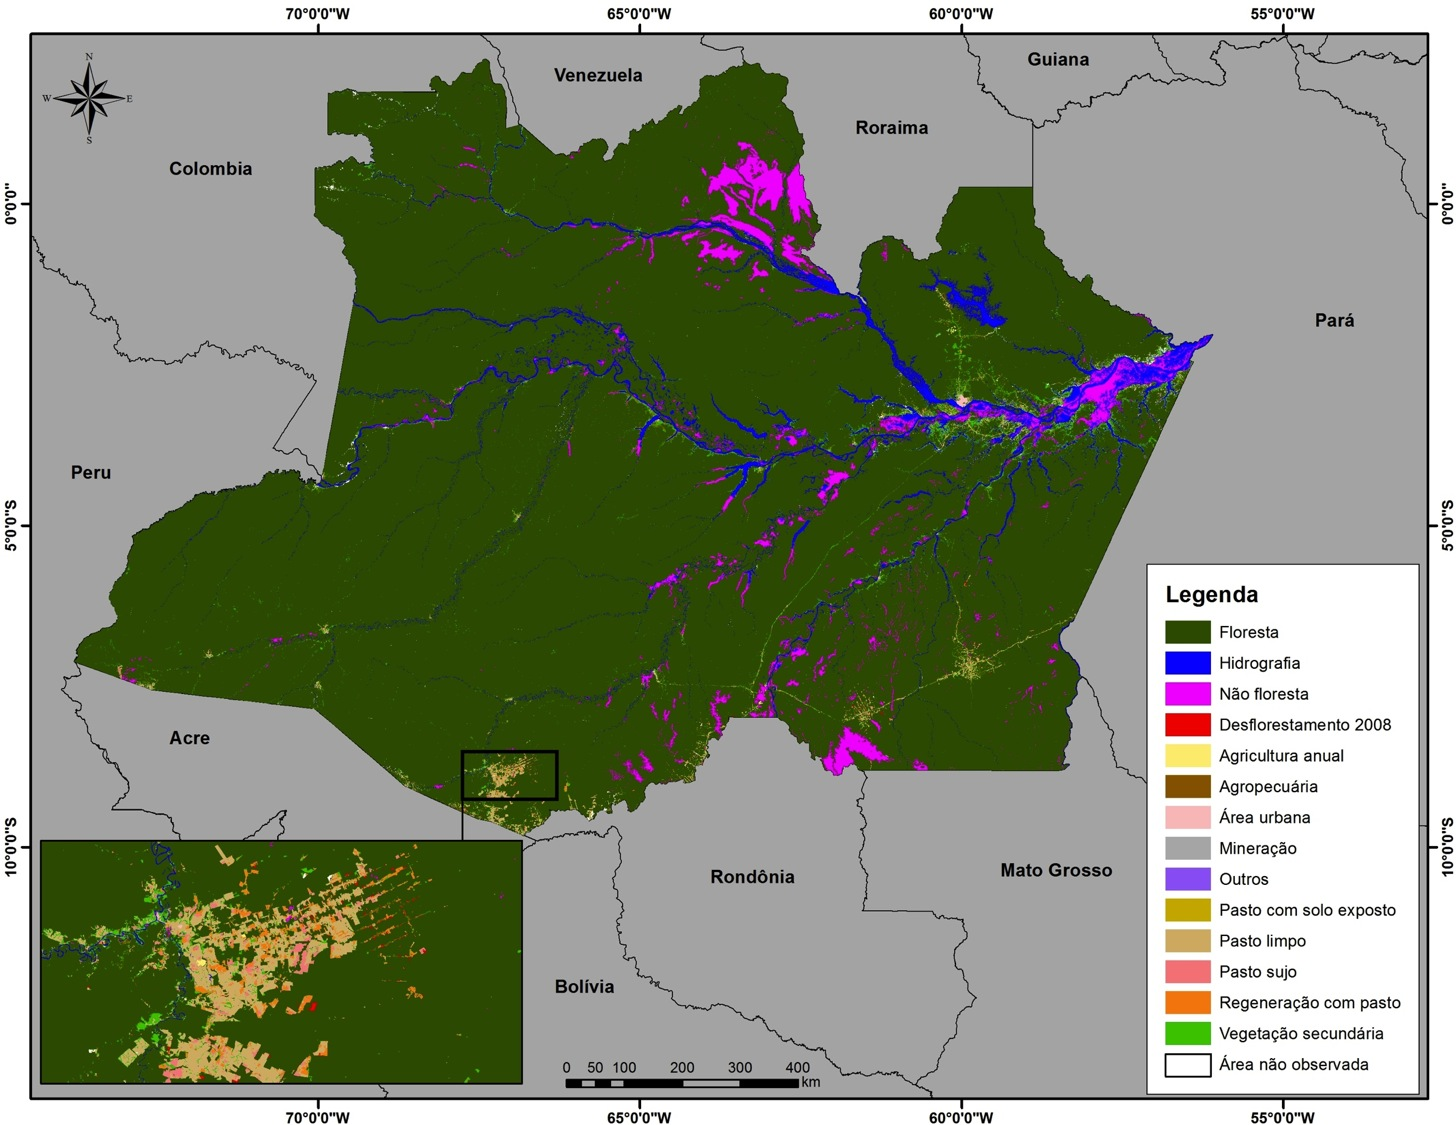 70°0'0"W 65°0'0"W 60°0'0"W 55°0'0"W
N
W E
S
Venezuela
Guiana
Roraima
Colombia
0°0'0" 0°0'0"
Pará
Peru
5°0'0"S 5°0'0"S
Acre
10°0'0"S 10°0'0"S
Rondônia
Mato Grosso
Bolívia
Legenda
Floresta
Hidrografia
Não floresta
Desflorestamento 2008
Agricultura anual
Agropecuária
Área urbana
Mineração
Outros
Pasto com solo exposto
Pasto limpo
Pasto sujo
Regeneração com pasto
Vegetação secundária
Área não observada
0 50 100 200 300 400
km
70°0'0"W 65°0'0"W 60°0'0"W 55°0'0"W